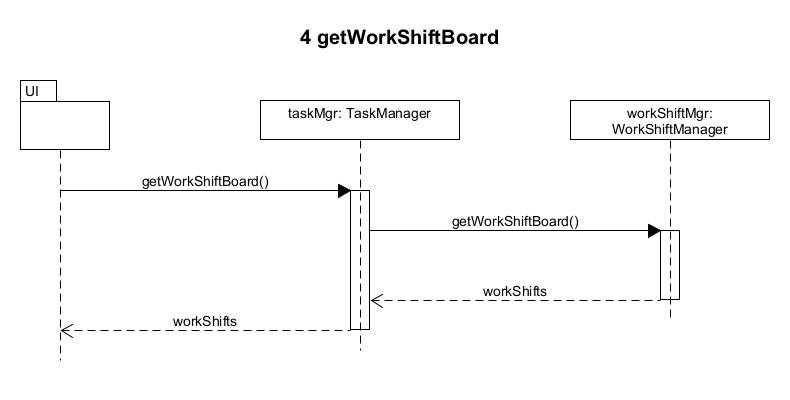 4 getWorkShiftBoard
UI
taskMgr: TaskManager
workShiftMgr:
WorkShiftManager
getWorkShiftBoard()
getWorkShiftBoard()
workShifts
workShifts